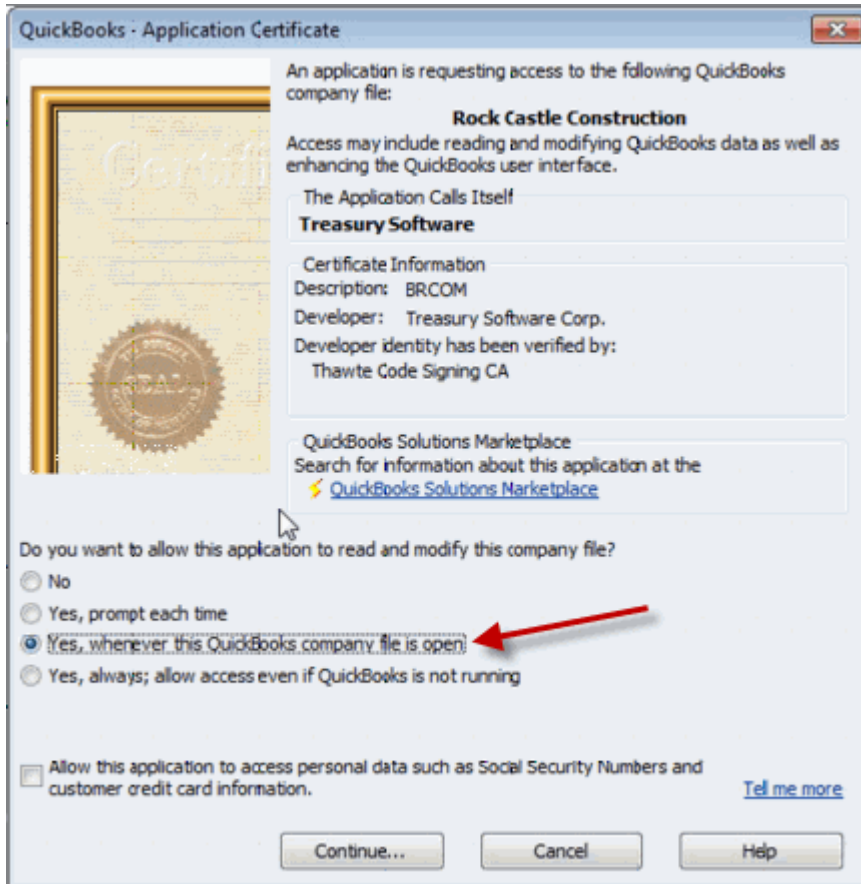 QuickBooks - Application Certificate
An application is requesting access to the following QuickBooks
company file:
Rock Castle Construction
Access may include reading and modifying QuickBooks data as well as
enhancing the QuickBooks user interface.
The Application Calls Itself
Treasury Software
Certificate Information
Description: BRCOM
Developer: Treasury Software Corp.
Developer identity has been verified by:
Thawte Code Signing CA
QuickBooks Solutions Marketplace
Search for information about this application at the
QuickBooks Solutions Marketplace
Do you want to allow this application to read and modify this company file?
No
Yes, prompt each time
Yes, whenever this QuickBooks company file is open
Yes, always; allow access even if QuickBooks is not running
Allow this application to access personal data such as Social Security Numbers and
customer credit card information.
Tell me more
Continue...
Cancel
Help